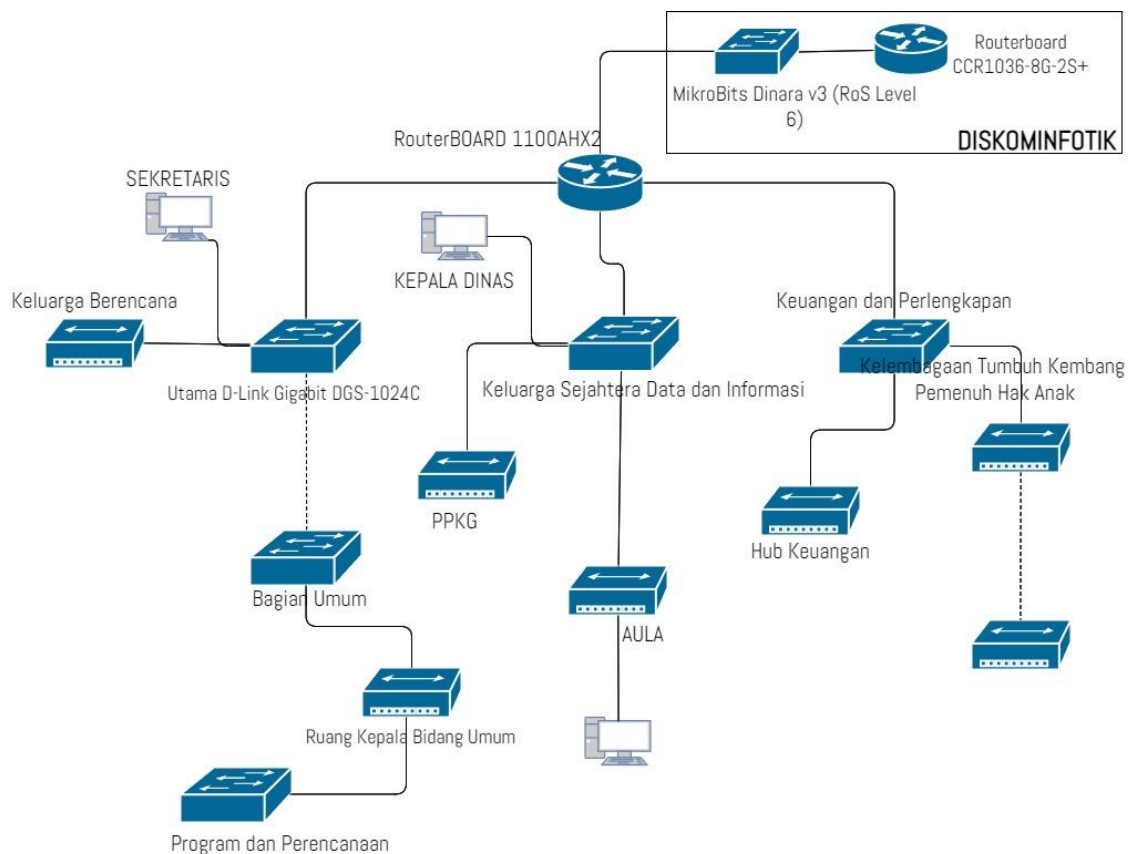 Routerboard
CCR1036-8G-2S+
MikroBits Dinara v3 (RoS Level
6)
DISKOMINFOTIK
RouterBOARD 1100AHX2
SEKRETARIS
KEPALA DINAS
Keluarga Berencana
Keuangan dan Perlengkapan
Utama D-Link Gigabit DGS-1024C
Keluarga Sejahtera Data dan Informasi
Kelembagaan Tumbuh Kembang
Pemenuh Hak Anak
PPKG
Hub Keuangan
Bagian Umum
AULA
Ruang Kepala Bidang Umum
Program dan Perencanaan